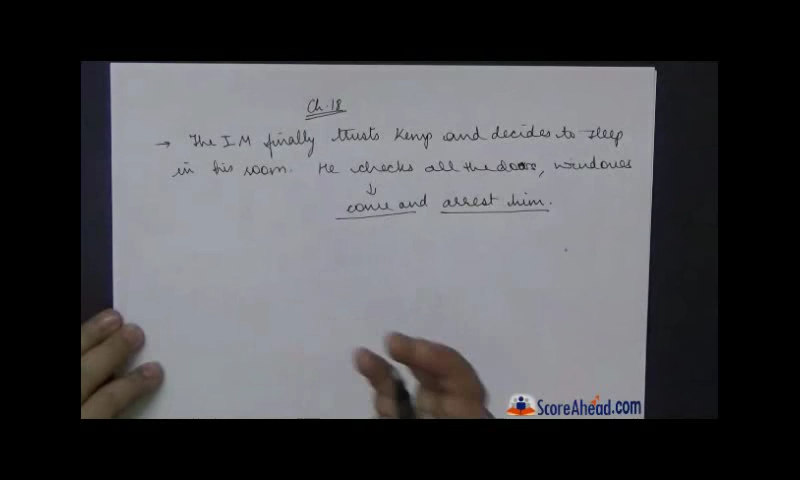 Ch. 18
→ The I M finally trusts Kemp and decides to sleep
in his room. He checks all the doors, windows
↓
come and arrest him.
ScoreAhead.com